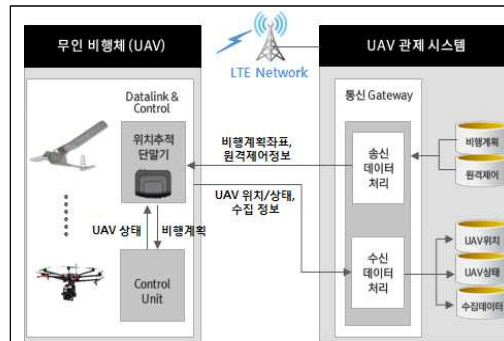 무인 비행체 (UAV)
LTE Network
UAV 관제 시스템
Datalink &
Control
위치추적
단말기
UAV 상태
비행계획
Control
Unit
비행계획좌표,
원격제어정보
UAV 위치/상태,
수집 정보
통신 Gateway
송신
데이터
처리
수신
데이터
처리
비행계획
원격제어
UAV위치
UAV상태
수집데이터